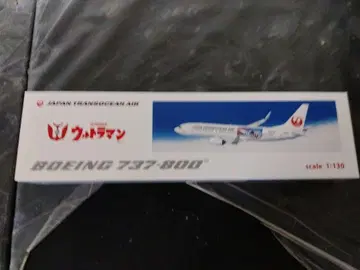 JAPAN TRANSOCEAN AIR
ウルトラマン
BOEING 737-800
scale 1:130